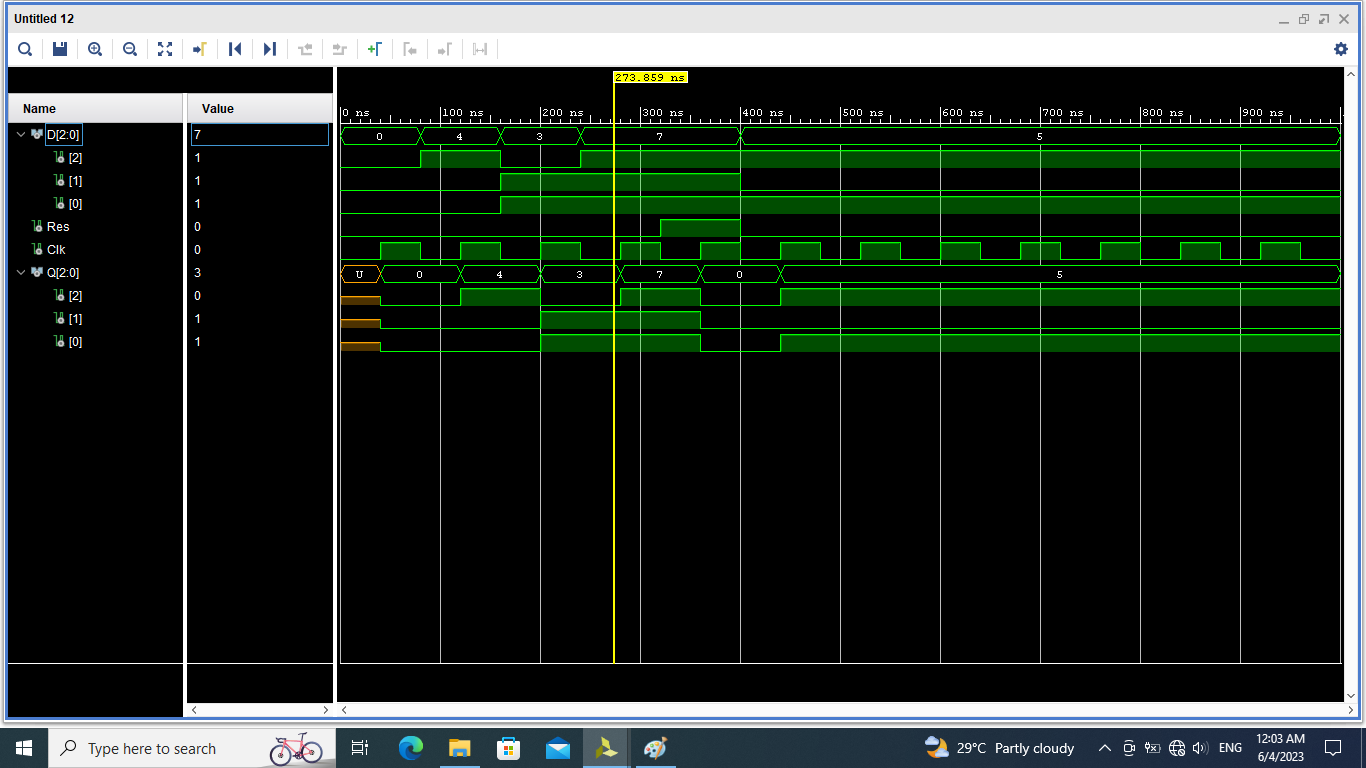 Untitled 12
273.859 ns
Name Value
0 ns 100 ns 200 ns 300 ns 400 ns 500 ns 600 ns 700 ns 800 ns 900 ns
D[2:0] 7 0 4 3 7 5
[2] 1
[1] 1
[0] 1
Res 0
Clk 0
Q[2:0] 3 U 0 4 3 7 0 5
[2] 0
[1] 1
[0] 1
Type here to search 29°C Partly cloudy ENG 12:03 AM
6/4/2023